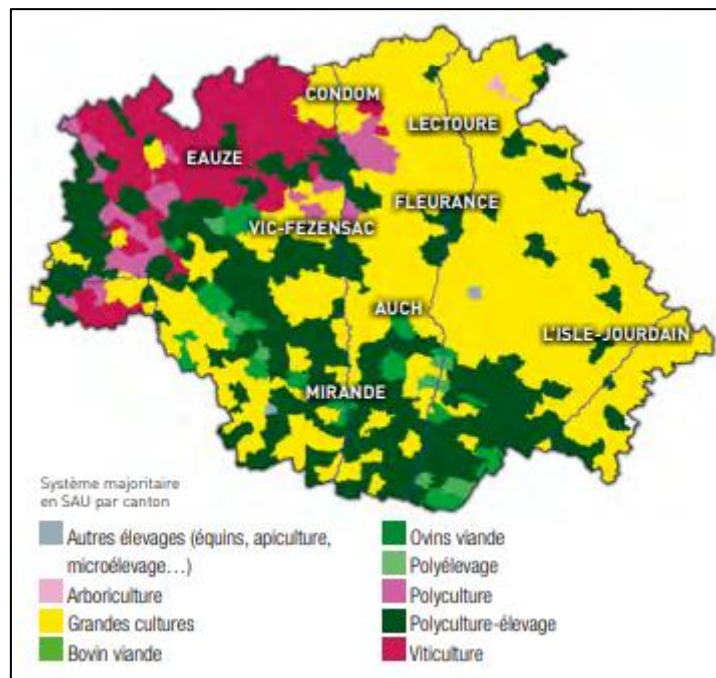 CONDOM
LECTOURE
EAUZE
FLEURANCE
VIC-FEZENSAC
AUCH
L'ISLE-JOURDAIN
MIRANDE
Système majoritaire
en SAU par canton
Autres élevages (équins, apiculture,
microélevage...)
Arboriculture
Grandes cultures
Bovin viande
Ovins viande
Polyélevage
Polyculture
Polyculture-élevage
Viticulture